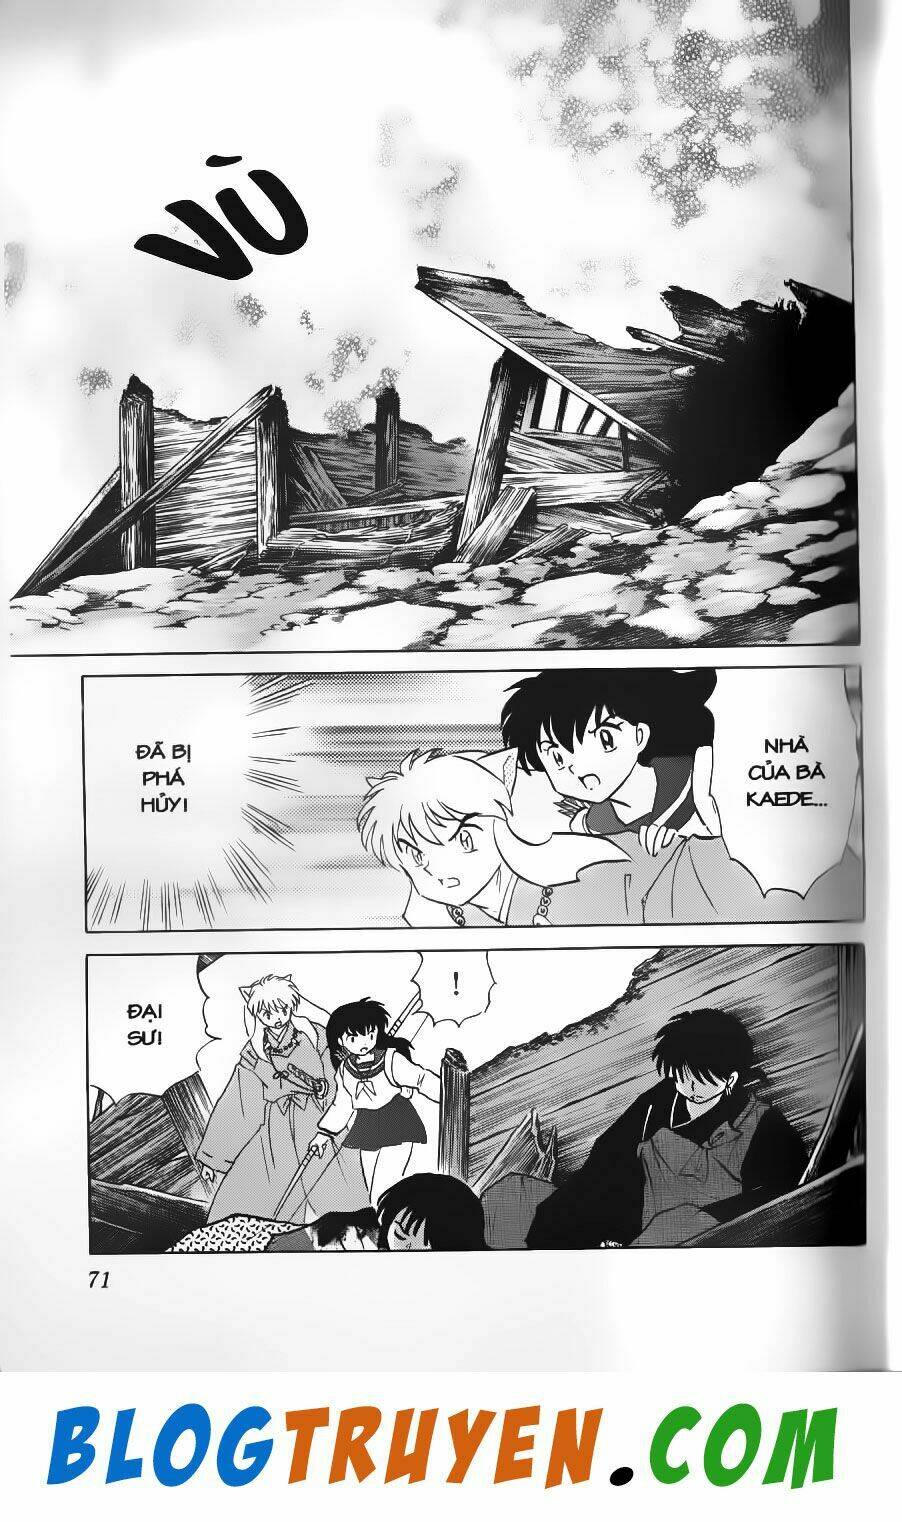 VÙ
NHÀ
CỦA BÀ
KAEDE...
ĐÃ BỊ
PHÁ
HỦY!
!
ĐẠI
SƯ!
71
BLOGTRUYEN.COM